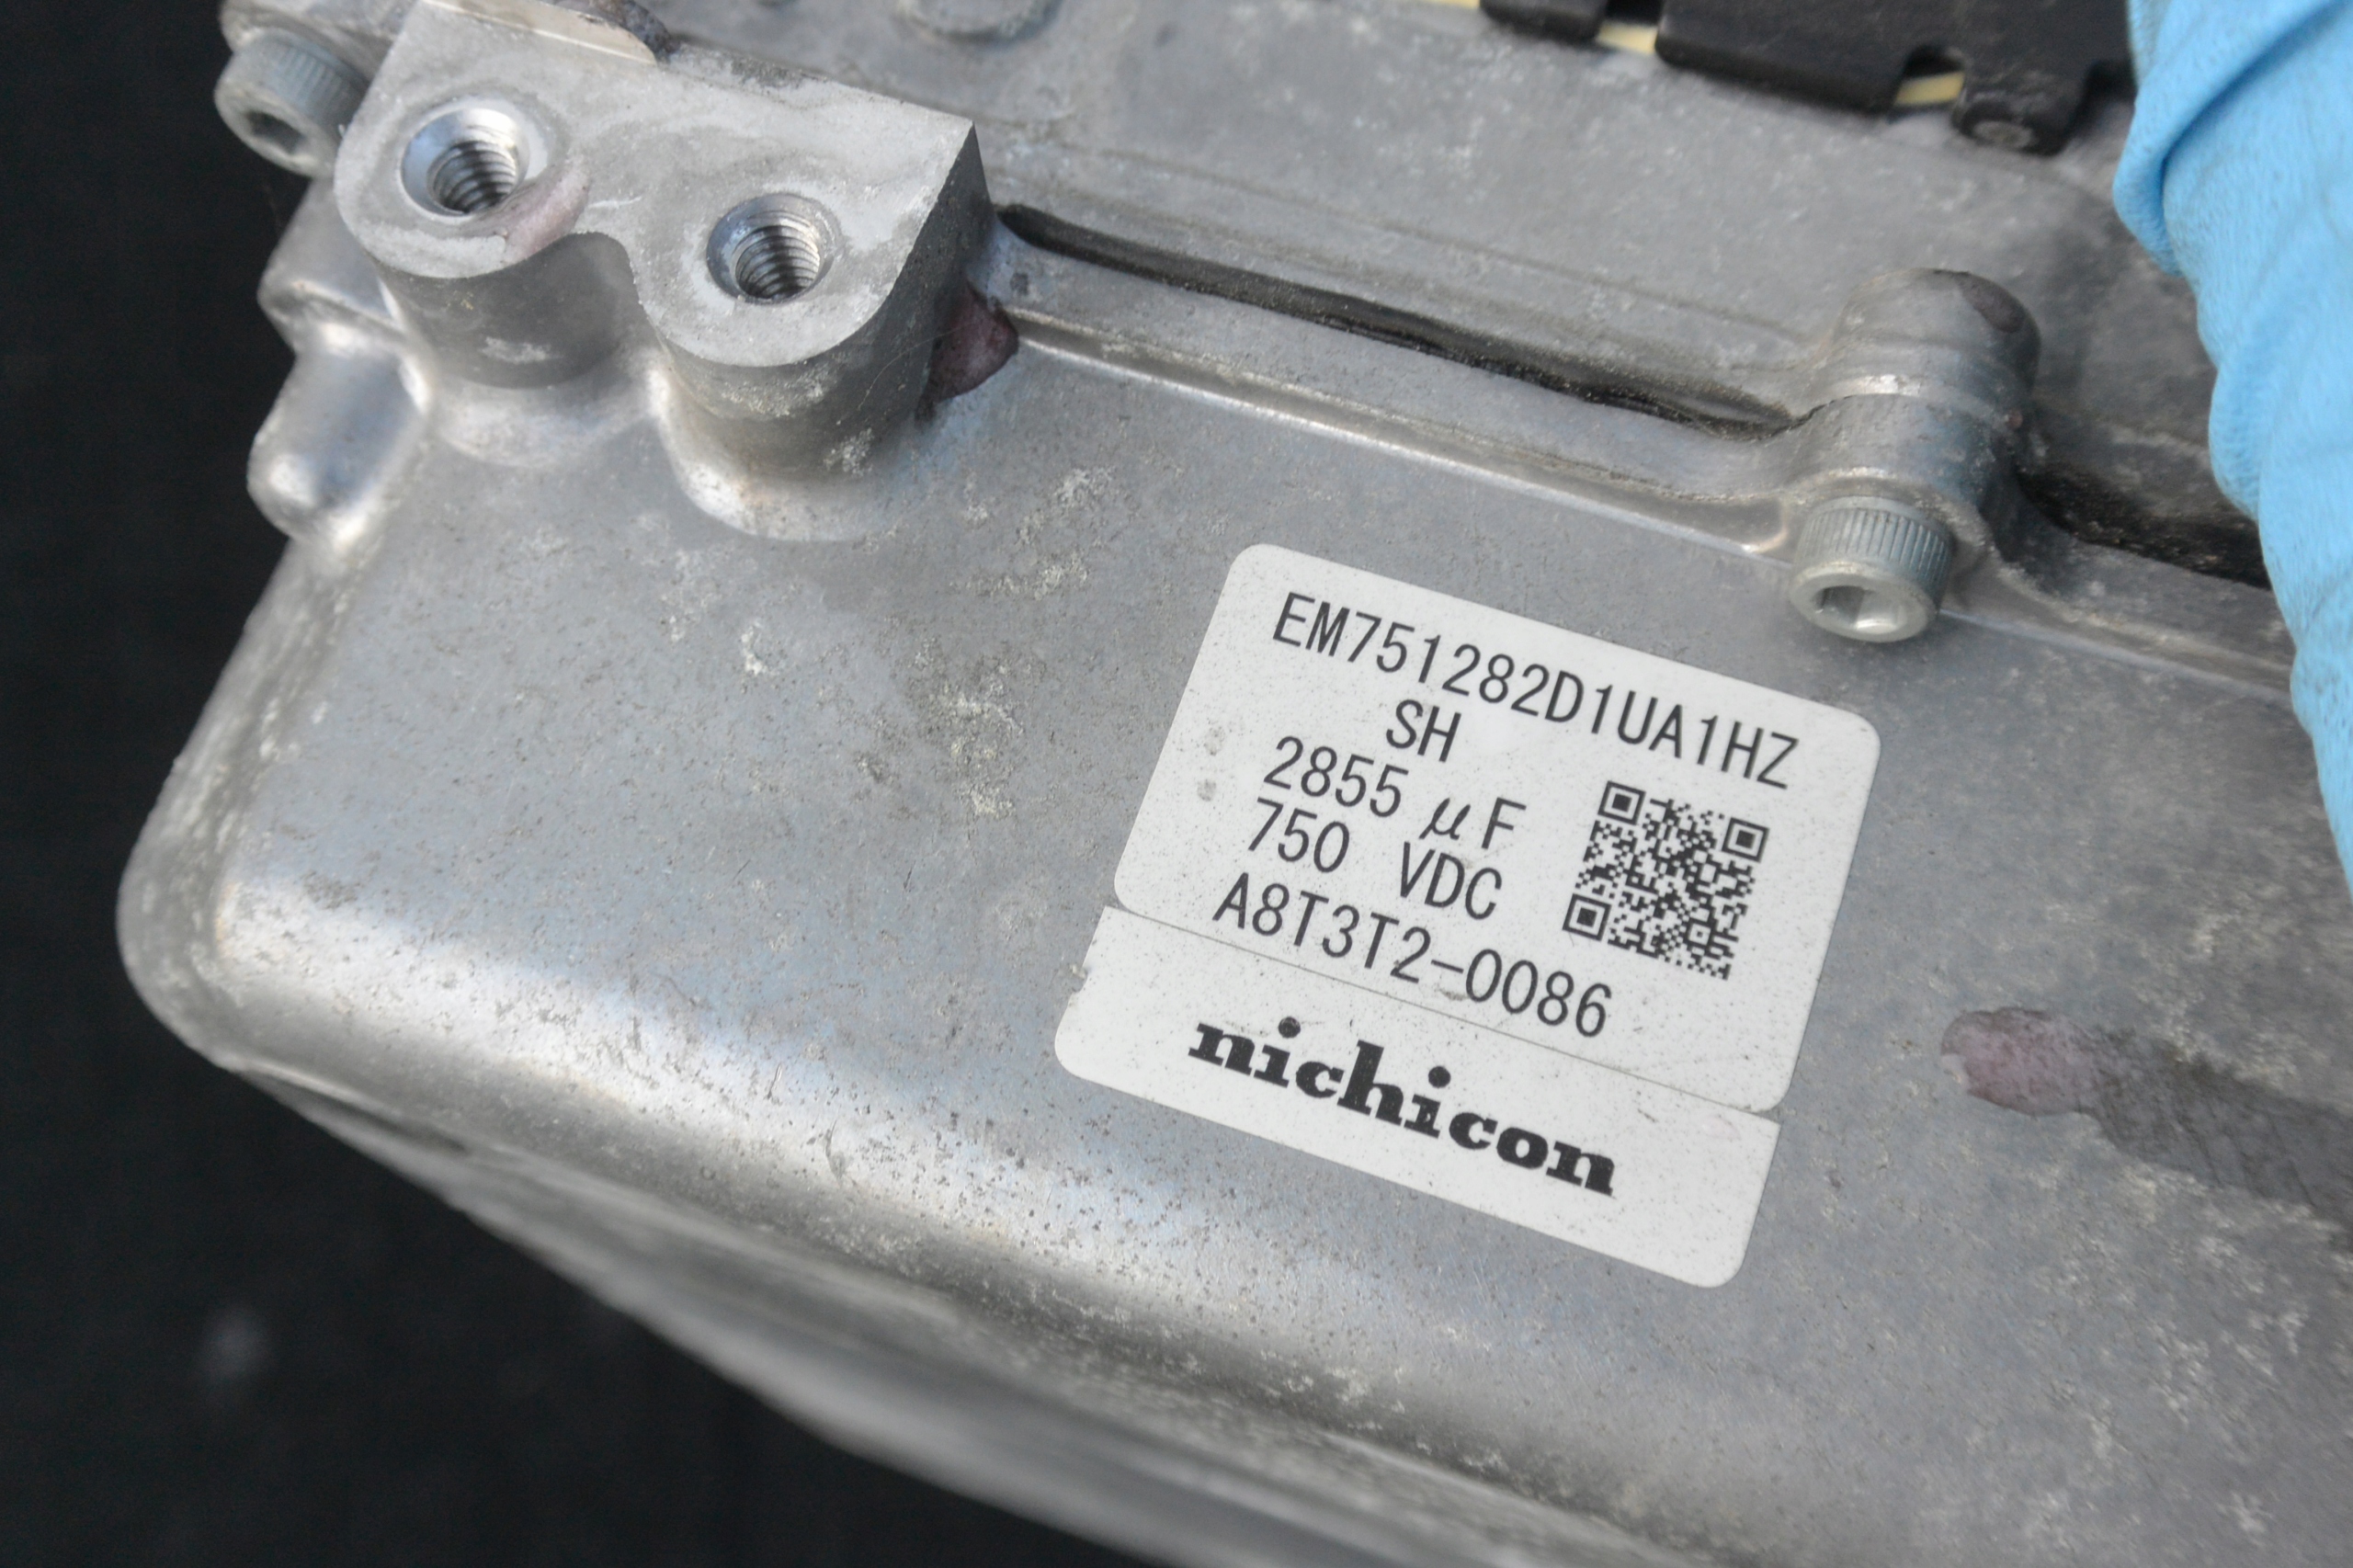 EM751282D1UA1HZ
SH
2855 μF
750 VDC
A8T3T2-0086
nichicon